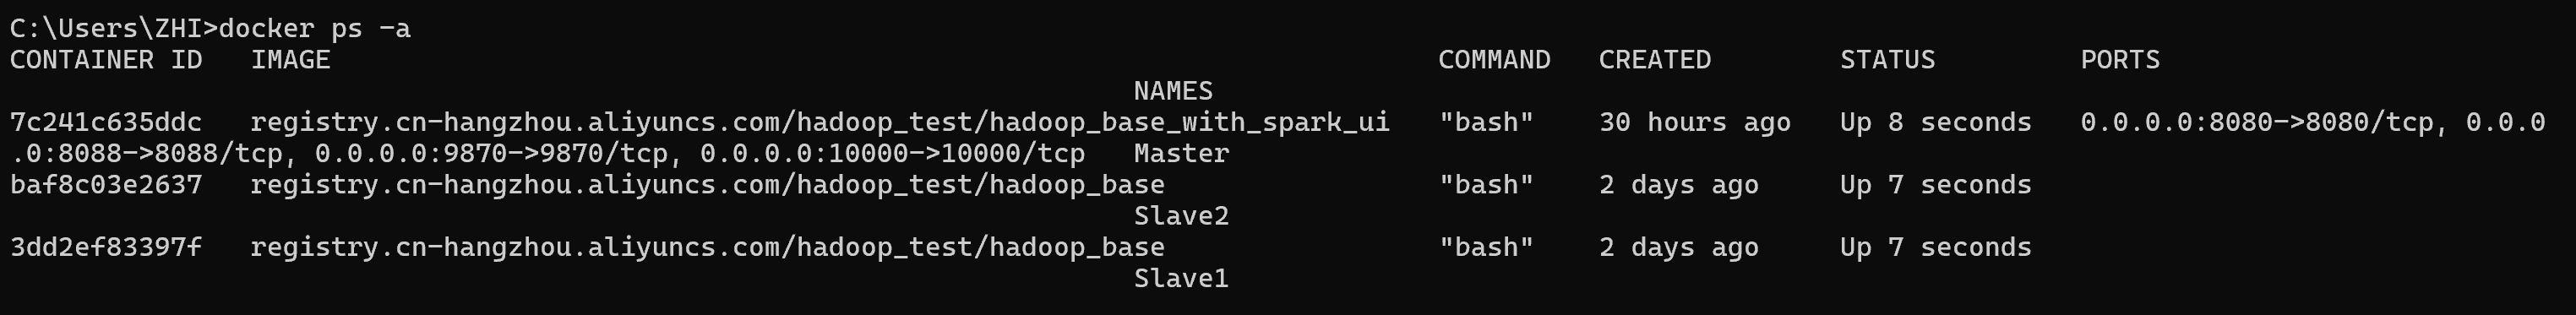 C:\Users\ZHI>docker ps -a
CONTAINER ID   IMAGE                                                                     COMMAND   CREATED        STATUS         PORTS
                                                                      NAMES
7c241c635ddc   registry.cn-hangzhou.aliyuncs.com/hadoop_test/hadoop_base_with_spark_ui   "bash"    30 hours ago   Up 8 seconds   0.0.0.0:8080->8080/tcp, 0.0.0
.0:8088->8088/tcp, 0.0.0.0:9870->9870/tcp, 0.0.0.0:10000->10000/tcp   Master
baf8c03e2637   registry.cn-hangzhou.aliyuncs.com/hadoop_test/hadoop_base                 "bash"    2 days ago     Up 7 seconds
                                                                      Slave2
3dd2ef83397f   registry.cn-hangzhou.aliyuncs.com/hadoop_test/hadoop_base                 "bash"    2 days ago     Up 7 seconds
                                                                      Slave1